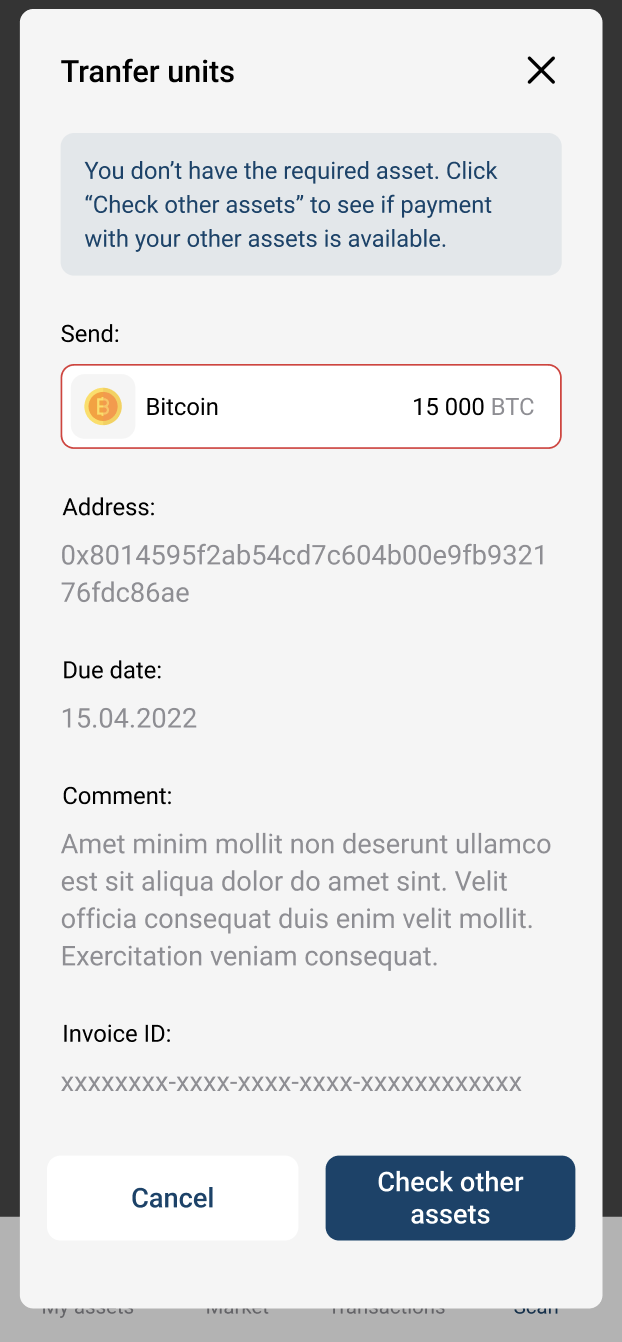 Tranfer units
You don’t have the required asset. Click
“Check other assets” to see if payment
with your other assets is available.
Send:
Bitcoin 15 000 BTC
Address:
0x8014595f2ab54cd7c604b00e9fb9321
76fdc86ae
Due date:
15.04.2022
Comment:
Amet minim mollit non deserunt ullamco
est sit aliqua dolor do amet sint. Velit
officia consequat duis enim velit mollit.
Exercitation veniam consequat.
Invoice ID:
xxxxxxxx-xxxx-xxxx-xxxx-xxxxxxxxxxxx
Cancel
Check other
assets
My assets Market Transactions Scan